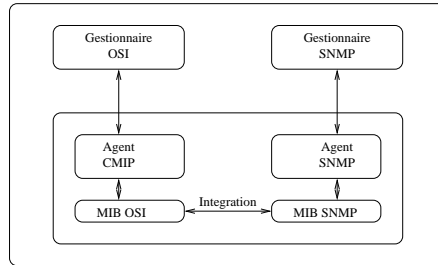 Gestionnaire
OSI
Gestionnaire
SNMP
Agent
CMIP
Agent
SNMP
Integration
MIB OSI
MIB SNMP